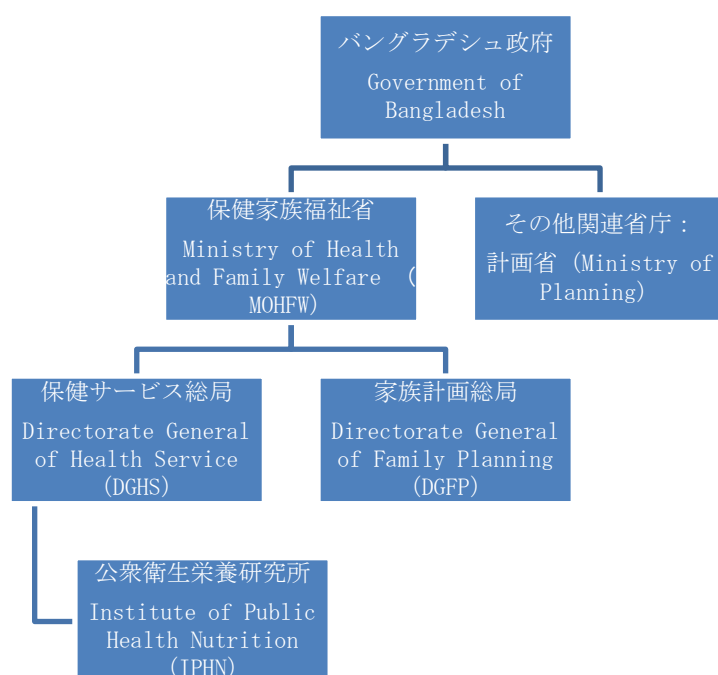 バングラデシュ政府
Government of
Bangladesh
保健家族福祉省
Ministry of Health
and Family Welfare （
MOHFW)
その他関連省庁：
計画省 (Ministry of
Planning)
保健サービス総局
Directorate General
of Health Service
(DGHS)
家族計画総局
Directorate General
of Family Planning
(DGFP)
公衆衛生栄養研究所
Institute of Public
Health Nutrition
(IPHN)